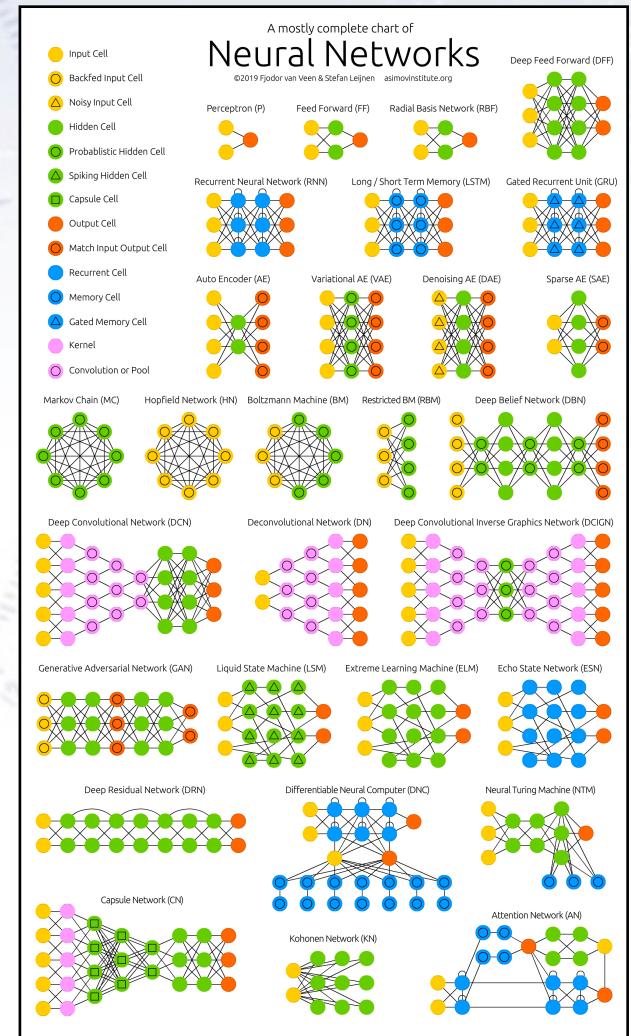 A mostly complete chart of
Neural Networks
©2019 Fjodor van Veen & Stefan Leijnen asimovinstitute.org
Input Cell
Backfed Input Cell
Noisy Input Cell
Hidden Cell
Probablistic Hidden Cell
Spiking Hidden Cell
Capsule Cell
Output Cell
Match Input Output Cell
Recurrent Cell
Memory Cell
Gated Memory Cell
Kernel
Convolution or Pool
Deep Feed Forward (DFF)
Perceptron (P) Feed Forward (FF) Radial Basis Network (RBF)
Recurrent Neural Network (RNN) Long / Short Term Memory (LSTM) Gated Recurrent Unit (GRU)
Auto Encoder (AE) Variational AE (VAE) Denoising AE (DAE) Sparse AE (SAE)
Markov Chain (MC) Hopfield Network (HN) Boltzmann Machine (BM) Restricted BM (RBM) Deep Belief Network (DBN)
Deep Convolutional Network (DCN) Deconvolutional Network (DN) Deep Convolutional Inverse Graphics Network (DCIGN)
Generative Adversarial Network (GAN) Liquid State Machine (LSM) Extreme Learning Machine (ELM) Echo State Network (ESN)
Deep Residual Network (DRN) Differentiable Neural Computer (DNC) Neural Turing Machine (NTM)
Capsule Network (CN) Kohonen Network (KN) Attention Network (AN)